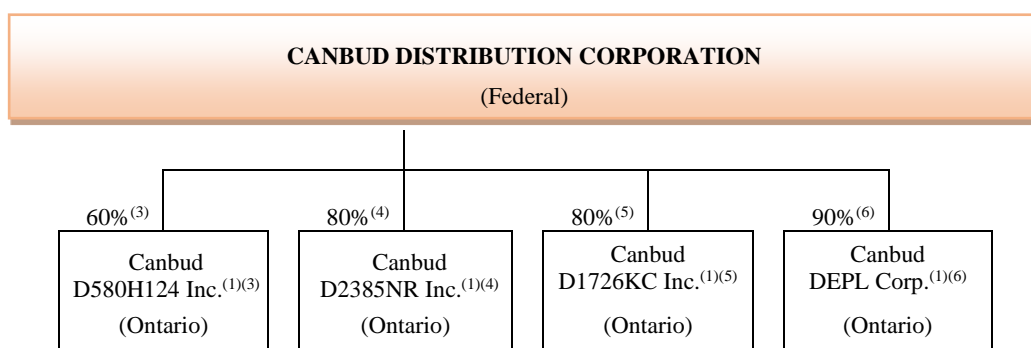 CANBUD DISTRIBUTION CORPORATION
(Federal)
60%(3)
80%(4)
80%(5)
90%(6)
Canbud
D580H124 Inc.(1)(3)
(Ontario)
Canbud
D2385NR Inc.(1)(4)
(Ontario)
Canbud
D1726KC Inc.(1)(5)
(Ontario)
Canbud
DEPL Corp.(1)(6)
(Ontario)